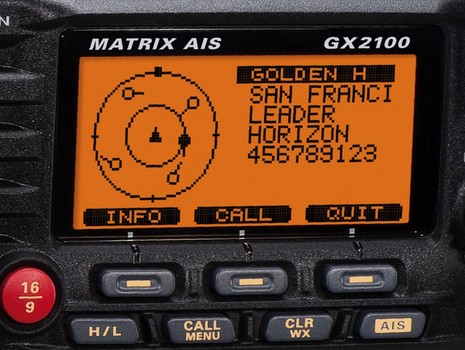 N
MATRIX AIS GX2100
GOLDEN H
SAN FRANCI
LEADER
HORIZON
456789123
INFO CALL QUIT
16
9
H/L
CALL
MENU
CLR
WX
AIS